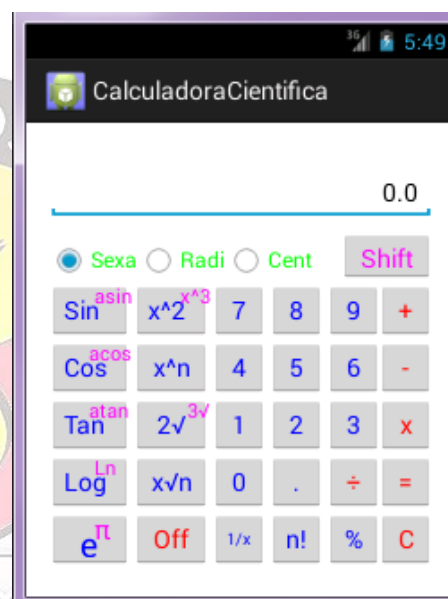 3G 5:49
CalculadoraCientifica
0.0
Sexa Radi Cent Shift
Sin asin x^2 x^3 7 8 9 +
Cos acos x^n 4 5 6 -
Tan atan 2√ 3√ 1 2 3 x
Log Ln x√n 0 . ÷ =
e π Off 1/x n! % C